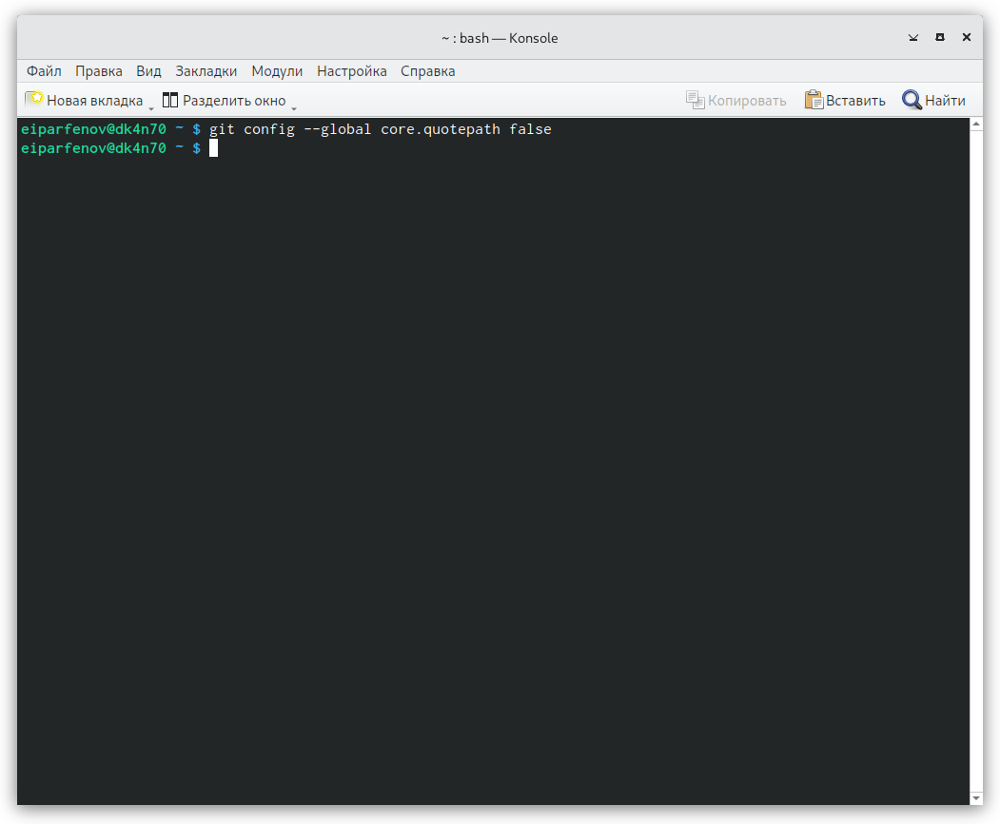 ~ : bash — Konsole
Файл Правка Вид Закладки Модули Настройка Справка
Новая вкладка Разделить окно Копировать Вставить Найти
eiparfenov@dk4n70 ~ $ git config --global core.quotepath false
eiparfenov@dk4n70 ~ $